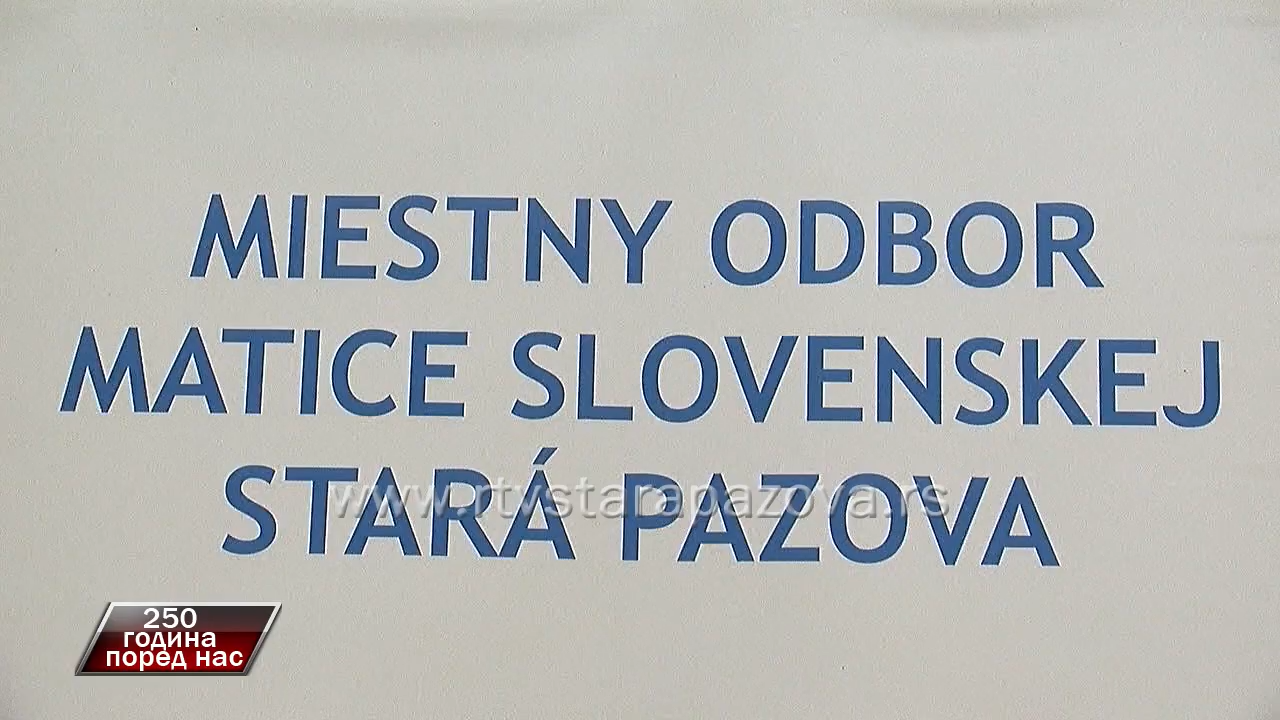 MIESTNY ODBOR
MATICE SLOVENSKEJ
STARÁ PAZOVA
www.rtvstarapazova.rs
250
година
поред нас